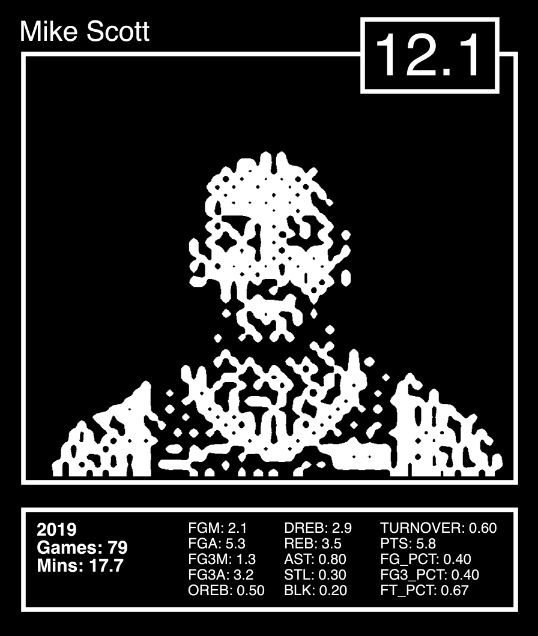 Mike Scott
12.1
2019
Games: 79
Mins: 17.7
FGM: 2.1
FGA: 5.3
FG3M: 1.3
FG3A: 3.2
OREB: 0.50
DREB: 2.9
REB: 3.5
AST: 0.80
STL: 0.30
BLK: 0.20
TURNOVER: 0.60
PTS: 5.8
FG_PCT: 0.40
FG3_PCT: 0.40
FT_PCT: 0.67